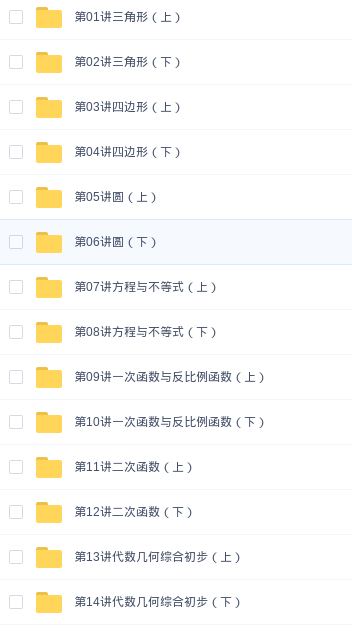 第01讲三角形（上）
第02讲三角形（下）
第03讲四边形（上）
第04讲四边形（下）
第05讲圆（上）
第06讲圆（下）
第07讲方程与不等式（上）
第08讲方程与不等式（下）
第09讲一次函数与反比例函数（上）
第10讲一次函数与反比例函数（下）
第11讲二次函数（上）
第12讲二次函数（下）
第13讲代数几何综合初步（上）
第14讲代数几何综合初步（下）